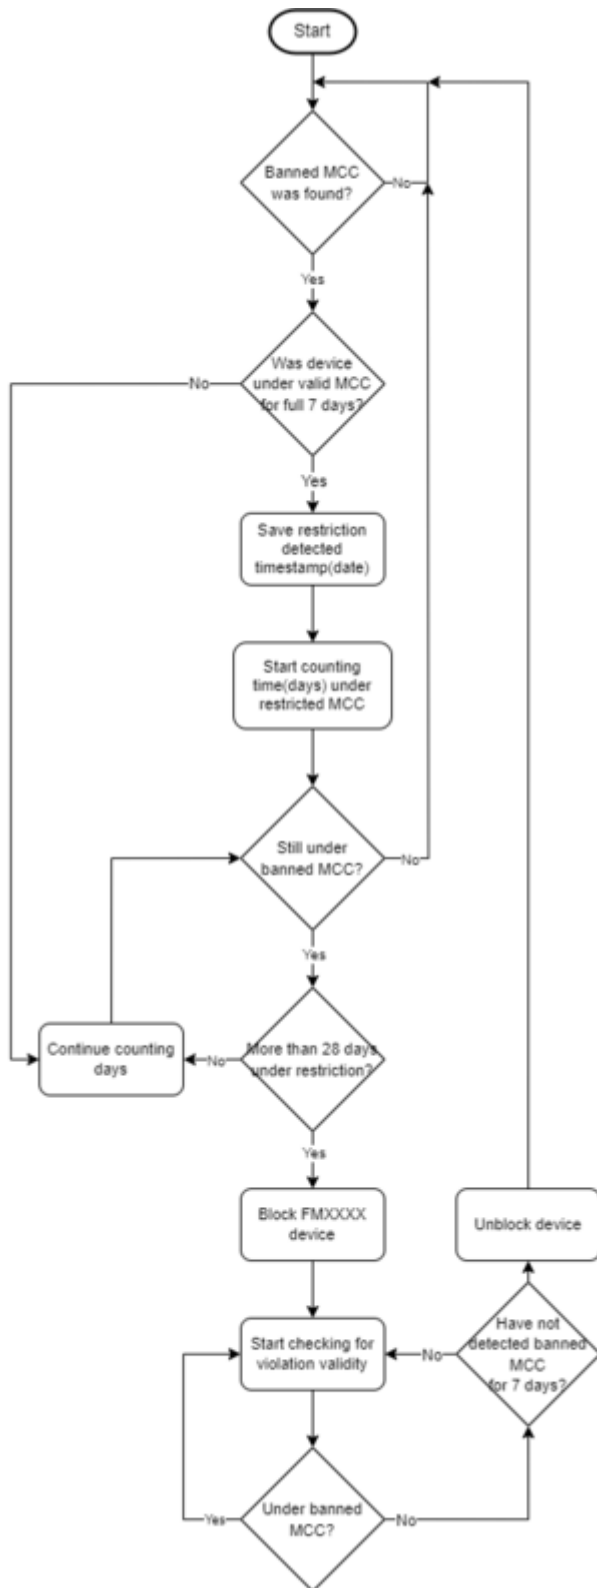 Start
Banned MCC
was found?
No
Yes
Was device
under valid MCC
for full 7 days?
No
Yes
Save restriction
detected
timestamp(date)
Start counting
time(days) under
restricted MCC
Still under
banned MCC?
No
Yes
Continue counting
days
No
More than 28 days
under restriction?
Yes
Block FMXXXX
device
Unblock device
Start checking for
violation validity
No
Have not
detected banned
MCC
for 7 days?
Yes
Under banned
MCC?
No